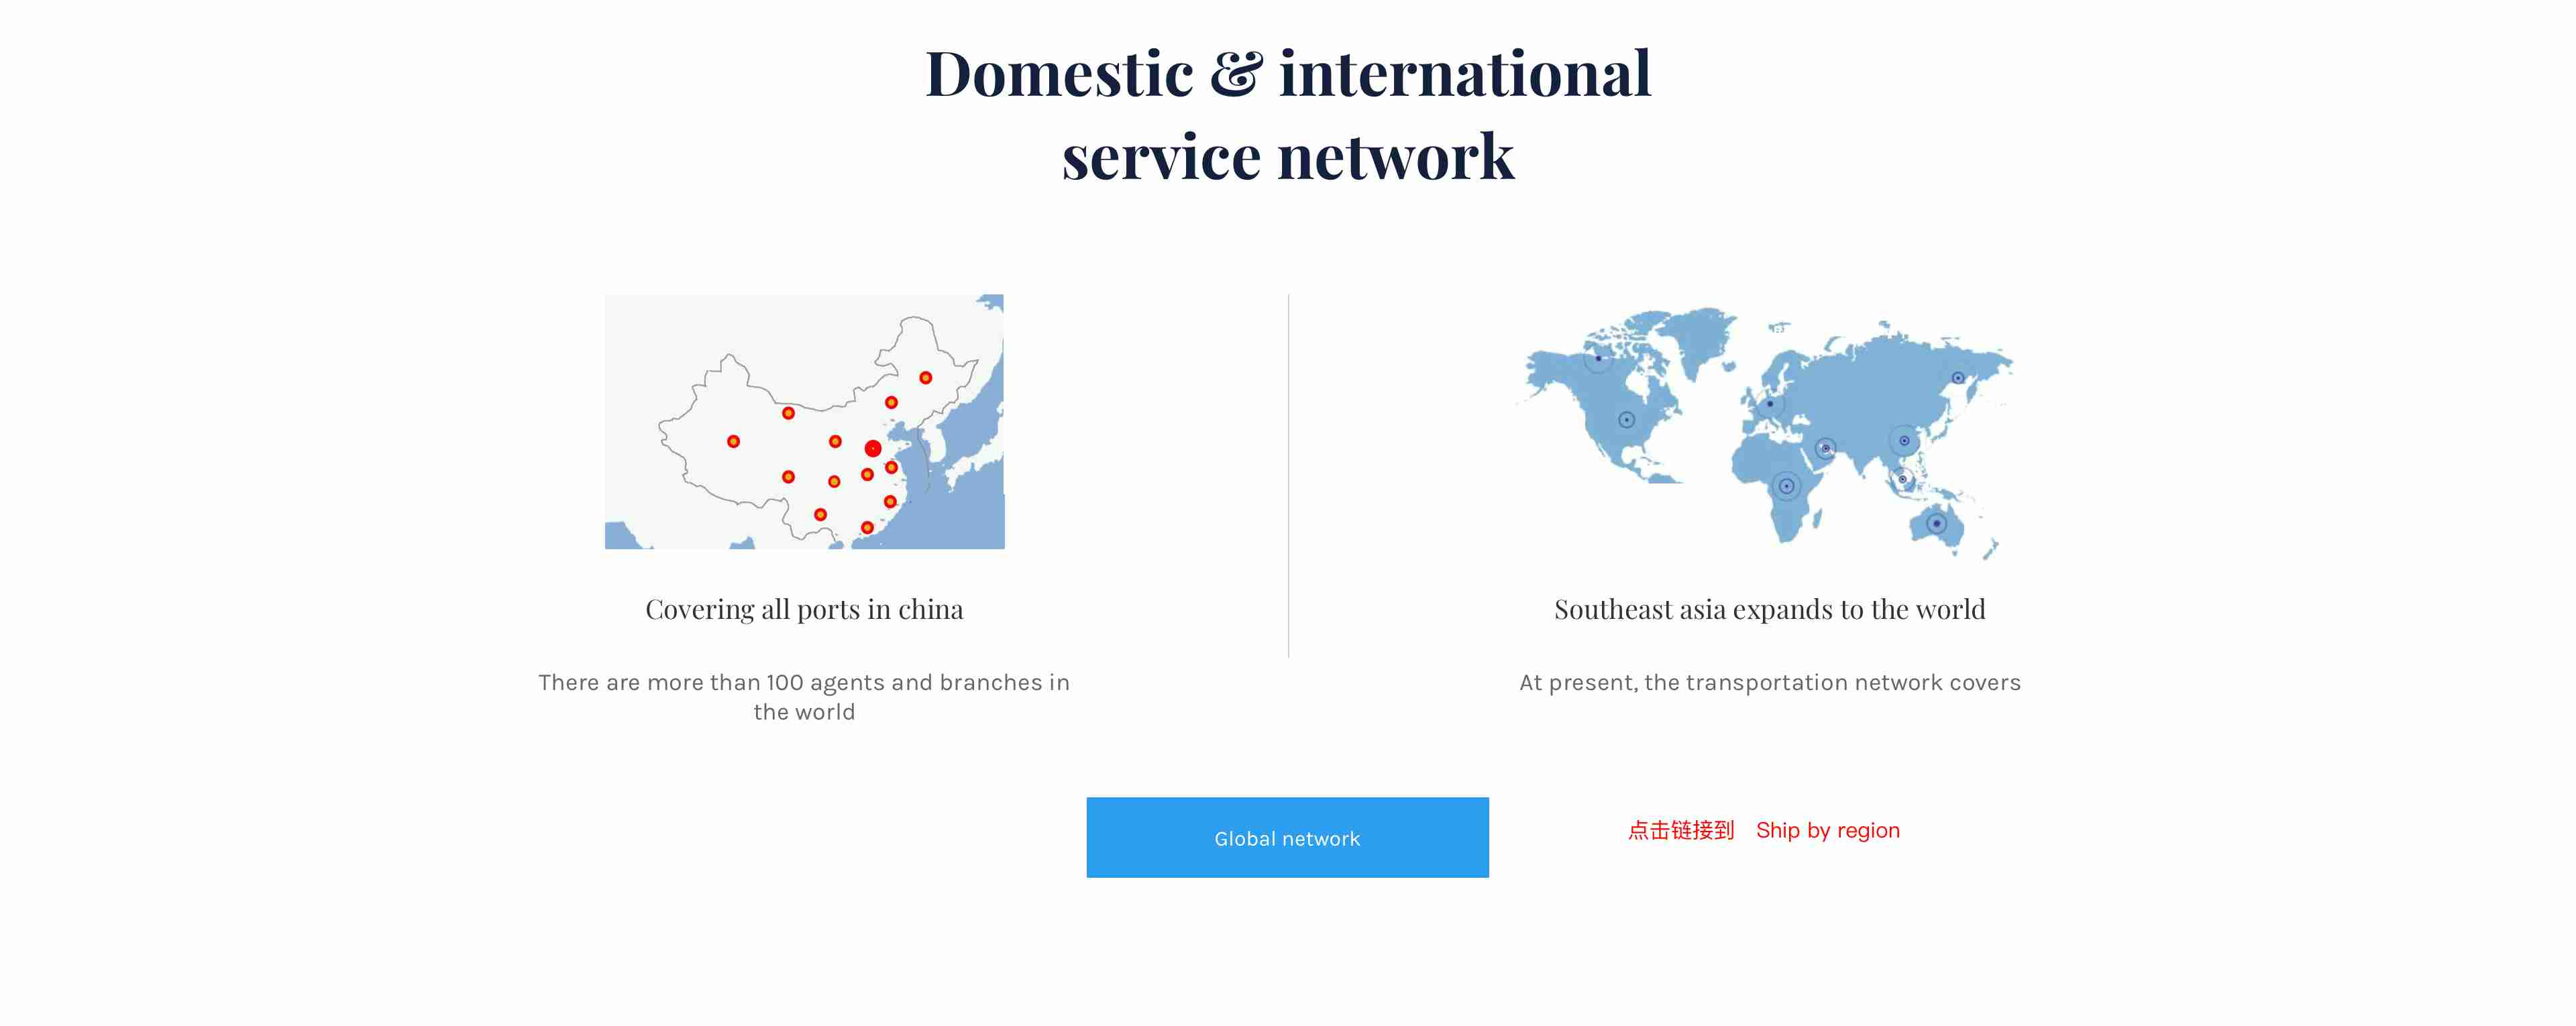 Domestic & international
service network
Covering all ports in china
There are more than 100 agents and branches in
the world
Southeast asia expands to the world
At present, the transportation network covers
Global network
点击链接到 Ship by region